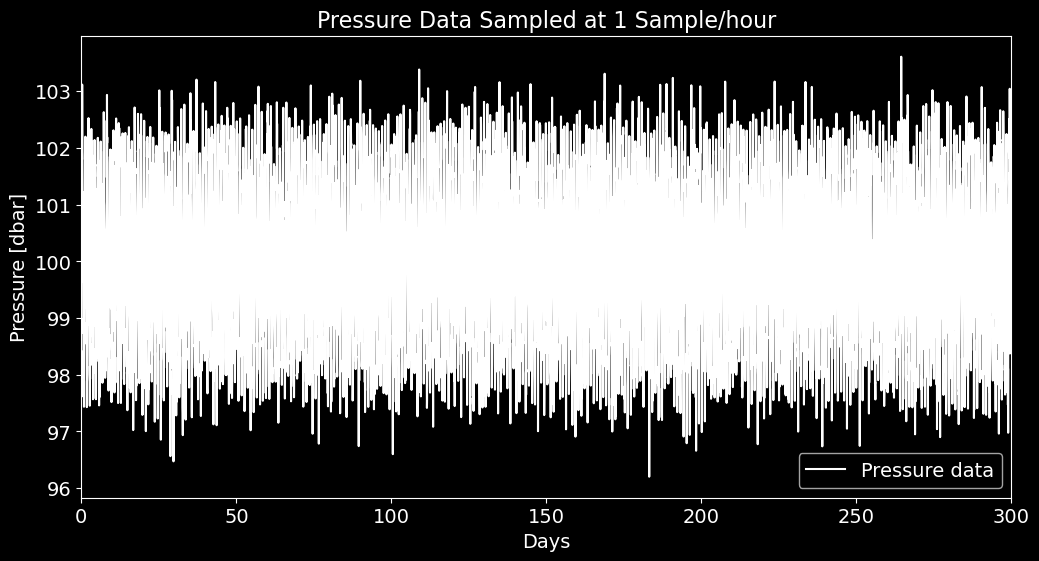 Pressure Data Sampled at 1 Sample/hour
Pressure [dbar]
103
102
101
100
99
98
97
96
Pressure data
0 50 100 150 200 250 300
Days